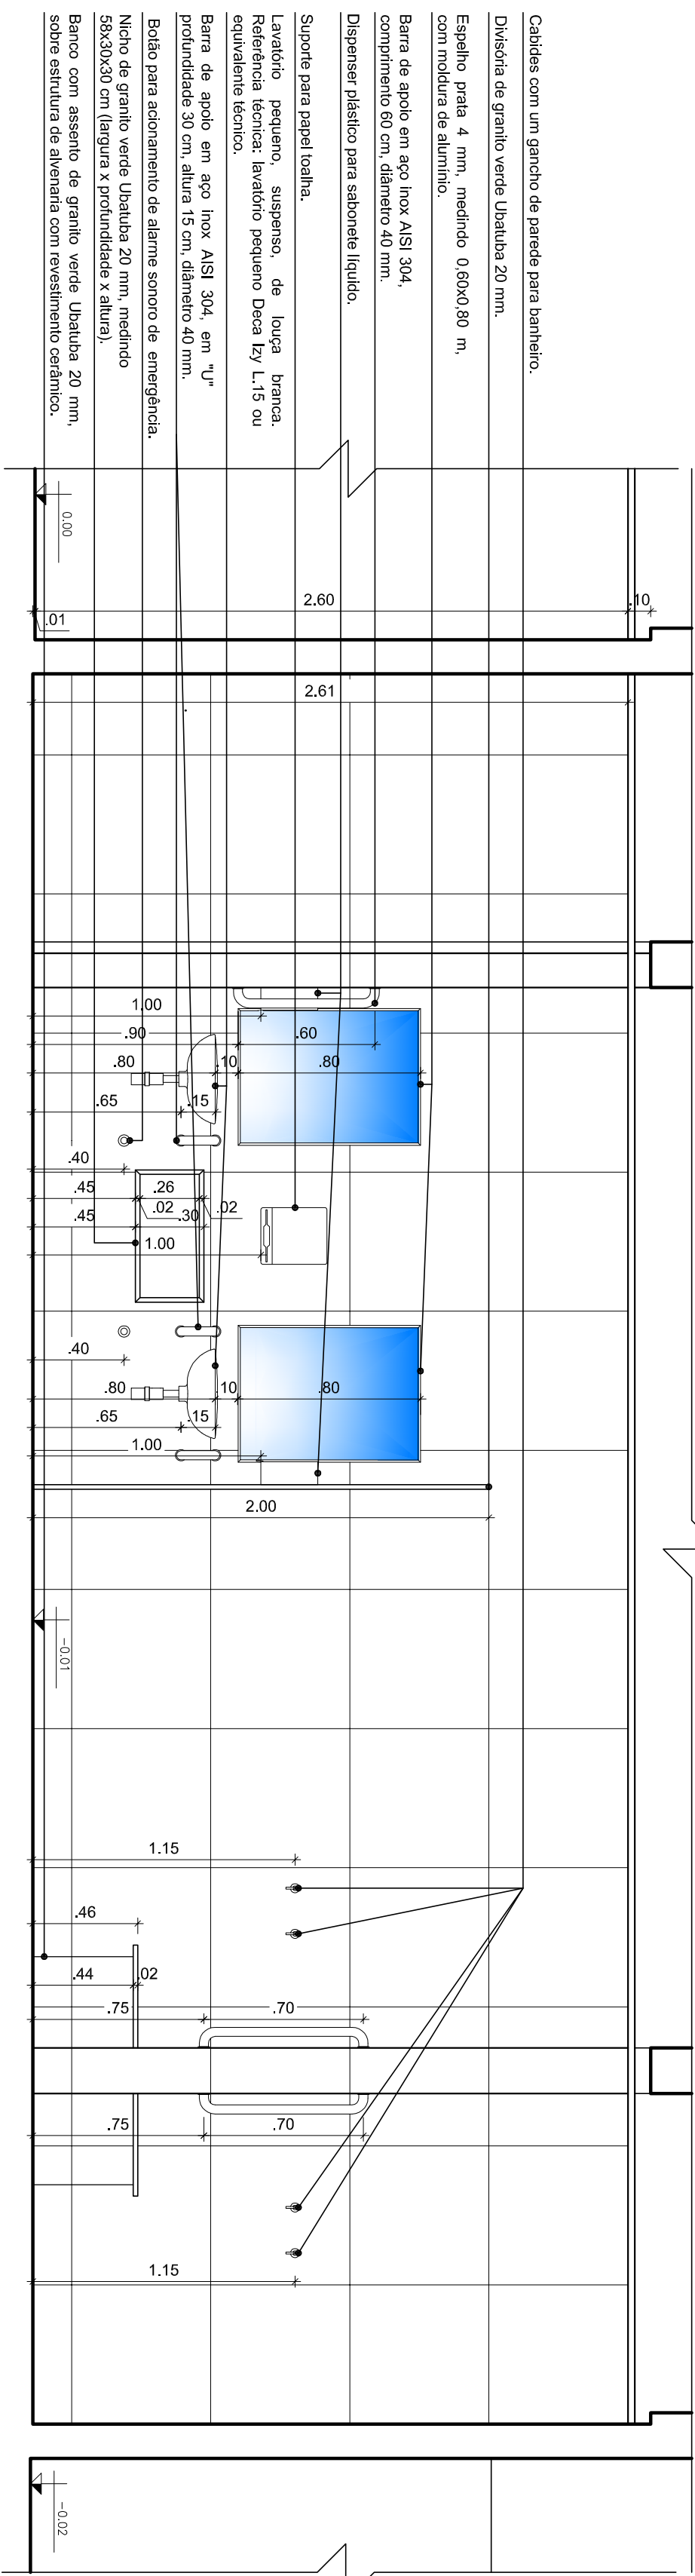 Cabides com um gancho de parede para banheiro.
Divisória de granito verde Ubatuba 20 mm.
Espelho prata 4 mm, medindo 0,60x0,80 m,
com moldura de alumínio.
Barra de apoio em aço inox AISI 304,
comprimento 60 cm, diâmetro 40 mm.
Dispenser plástico para sabonete líquido.
Suporte para papel toalha.
Lavatório pequeno, suspenso, de louça branca.
Referência técnica: lavatório pequeno Deca Izy L.15 ou
equivalente técnico.
Barra de apoio em aço inox AISI 304, em "U"
profundidade 30 cm, altura 15 cm, diâmetro 40 mm.
Botão para acionamento de alarme sonoro de emergência.
Nicho de granito verde Ubatuba 20 mm, medindo
58x30x30 cm (largura x profundidade x altura).
Banco com assento de granito verde Ubatuba 20 mm,
sobre estrutura de alvenaria com revestimento cerâmico.
0.00
2.60
.10
.01
2.61
1.00
.90
.60
.80
.10
.80
.65
.15
.40
.45
.26
.02
.02
.45
.30
1.00
.40
.80
.10
.80
.65
.15
1.00
2.00
-0.01
1.15
.46
.44
.02
.75
.70
.75
.70
1.15
-0.02